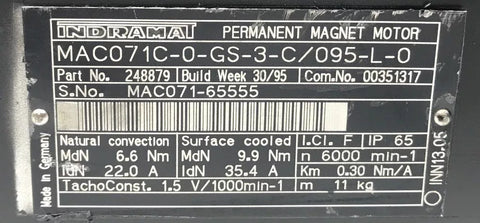 INDRAMAT PERMANENT MAGNET MOTOR
MAC071C-0-GS-3-C/095-L-0
Part No. 248879 Build Week 30/95 Com.No. 00351317
S.No. MAC071-65555
Natural convection Surface cooled I.Cl. F IP 65
MdN 6.6 Nm MdN 9.9 Nm n 6000 min-1
IdN 22.0 A IdN 35.4 A Km 0.30 Nm/A
TachoConst. 1.5 V/1000min-1 m 11 kg
Made in Germany
INN13-05